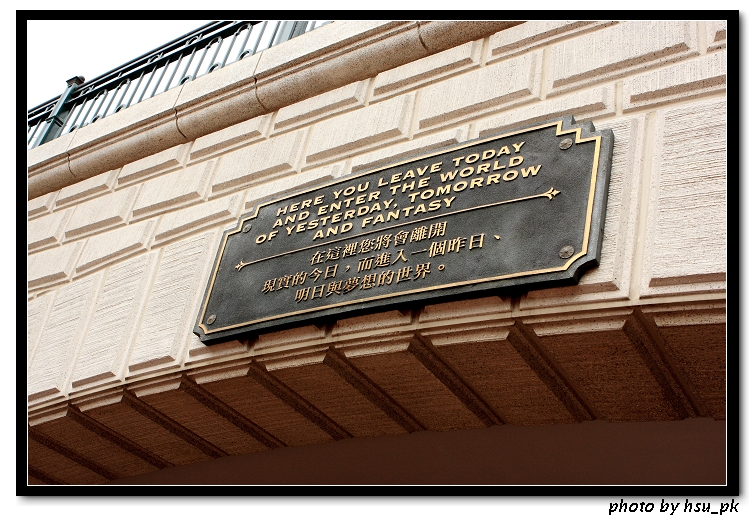 HERE YOU LEAVE TODAY
AND ENTER THE WORLD
OF YESTERDAY, TOMORROW
AND FANTASY
在這裡您將會離開
現實的今日，而進入一個昨日、
明日與夢想的世界。
photo by hsu_pk